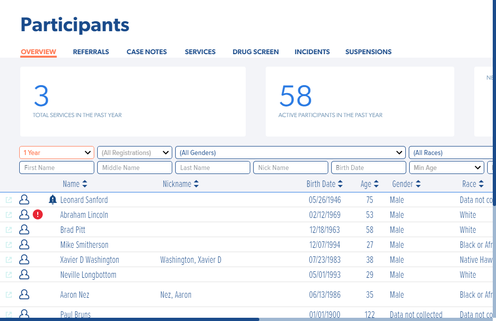 Participants
OVERVIEW REFERRALS CASE NOTES SERVICES DRUG SCREEN INCIDENTS SUSPENSIONS
3 58
TOTAL SERVICES IN THE PAST YEAR ACTIVE PARTICIPANTS IN THE PAST YEAR
1 Year (All Registrations) (All Genders) (All Races)
First Name Middle Name Last Name Nick Name Birth Date Min Age
Name Nickname Birth Date Age Gender Race
Leonard Sanford 05/26/1946 75 Male Data not co
Abraham Lincoln 02/12/1969 53 Male White
Brad Pitt 12/18/1963 58 Male White
Mike Smitherson 12/07/1994 27 Male Black or Afr
Xavier D Washington Washington, Xavier D 07/23/1983 38 Male Native Haw
Neville Longbottom 05/01/1993 29 Male White
Aaron Nez Nez, Aaron 06/13/1986 35 Male Black or Afr
Paul Bruns 01/01/1900 122 Data not collected Data not co